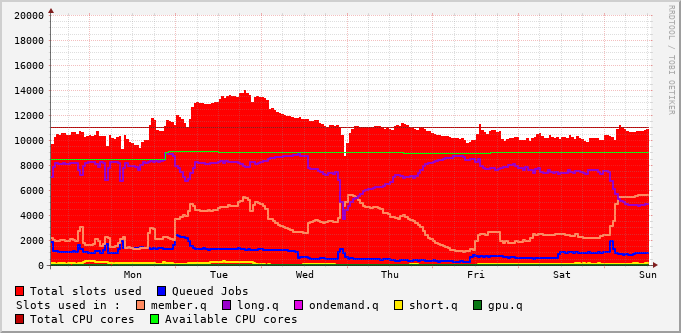 20000
18000
16000
14000
12000
10000
8000
6000
4000
2000
0
Mon Tue Wed Thu Fri Sat Sun
Total slots used Queued Jobs
Slots used in : member.q long.q ondemand.q short.q gpu.q
Total CPU cores Available CPU cores
RRDTOOL / TOBI OETIKER